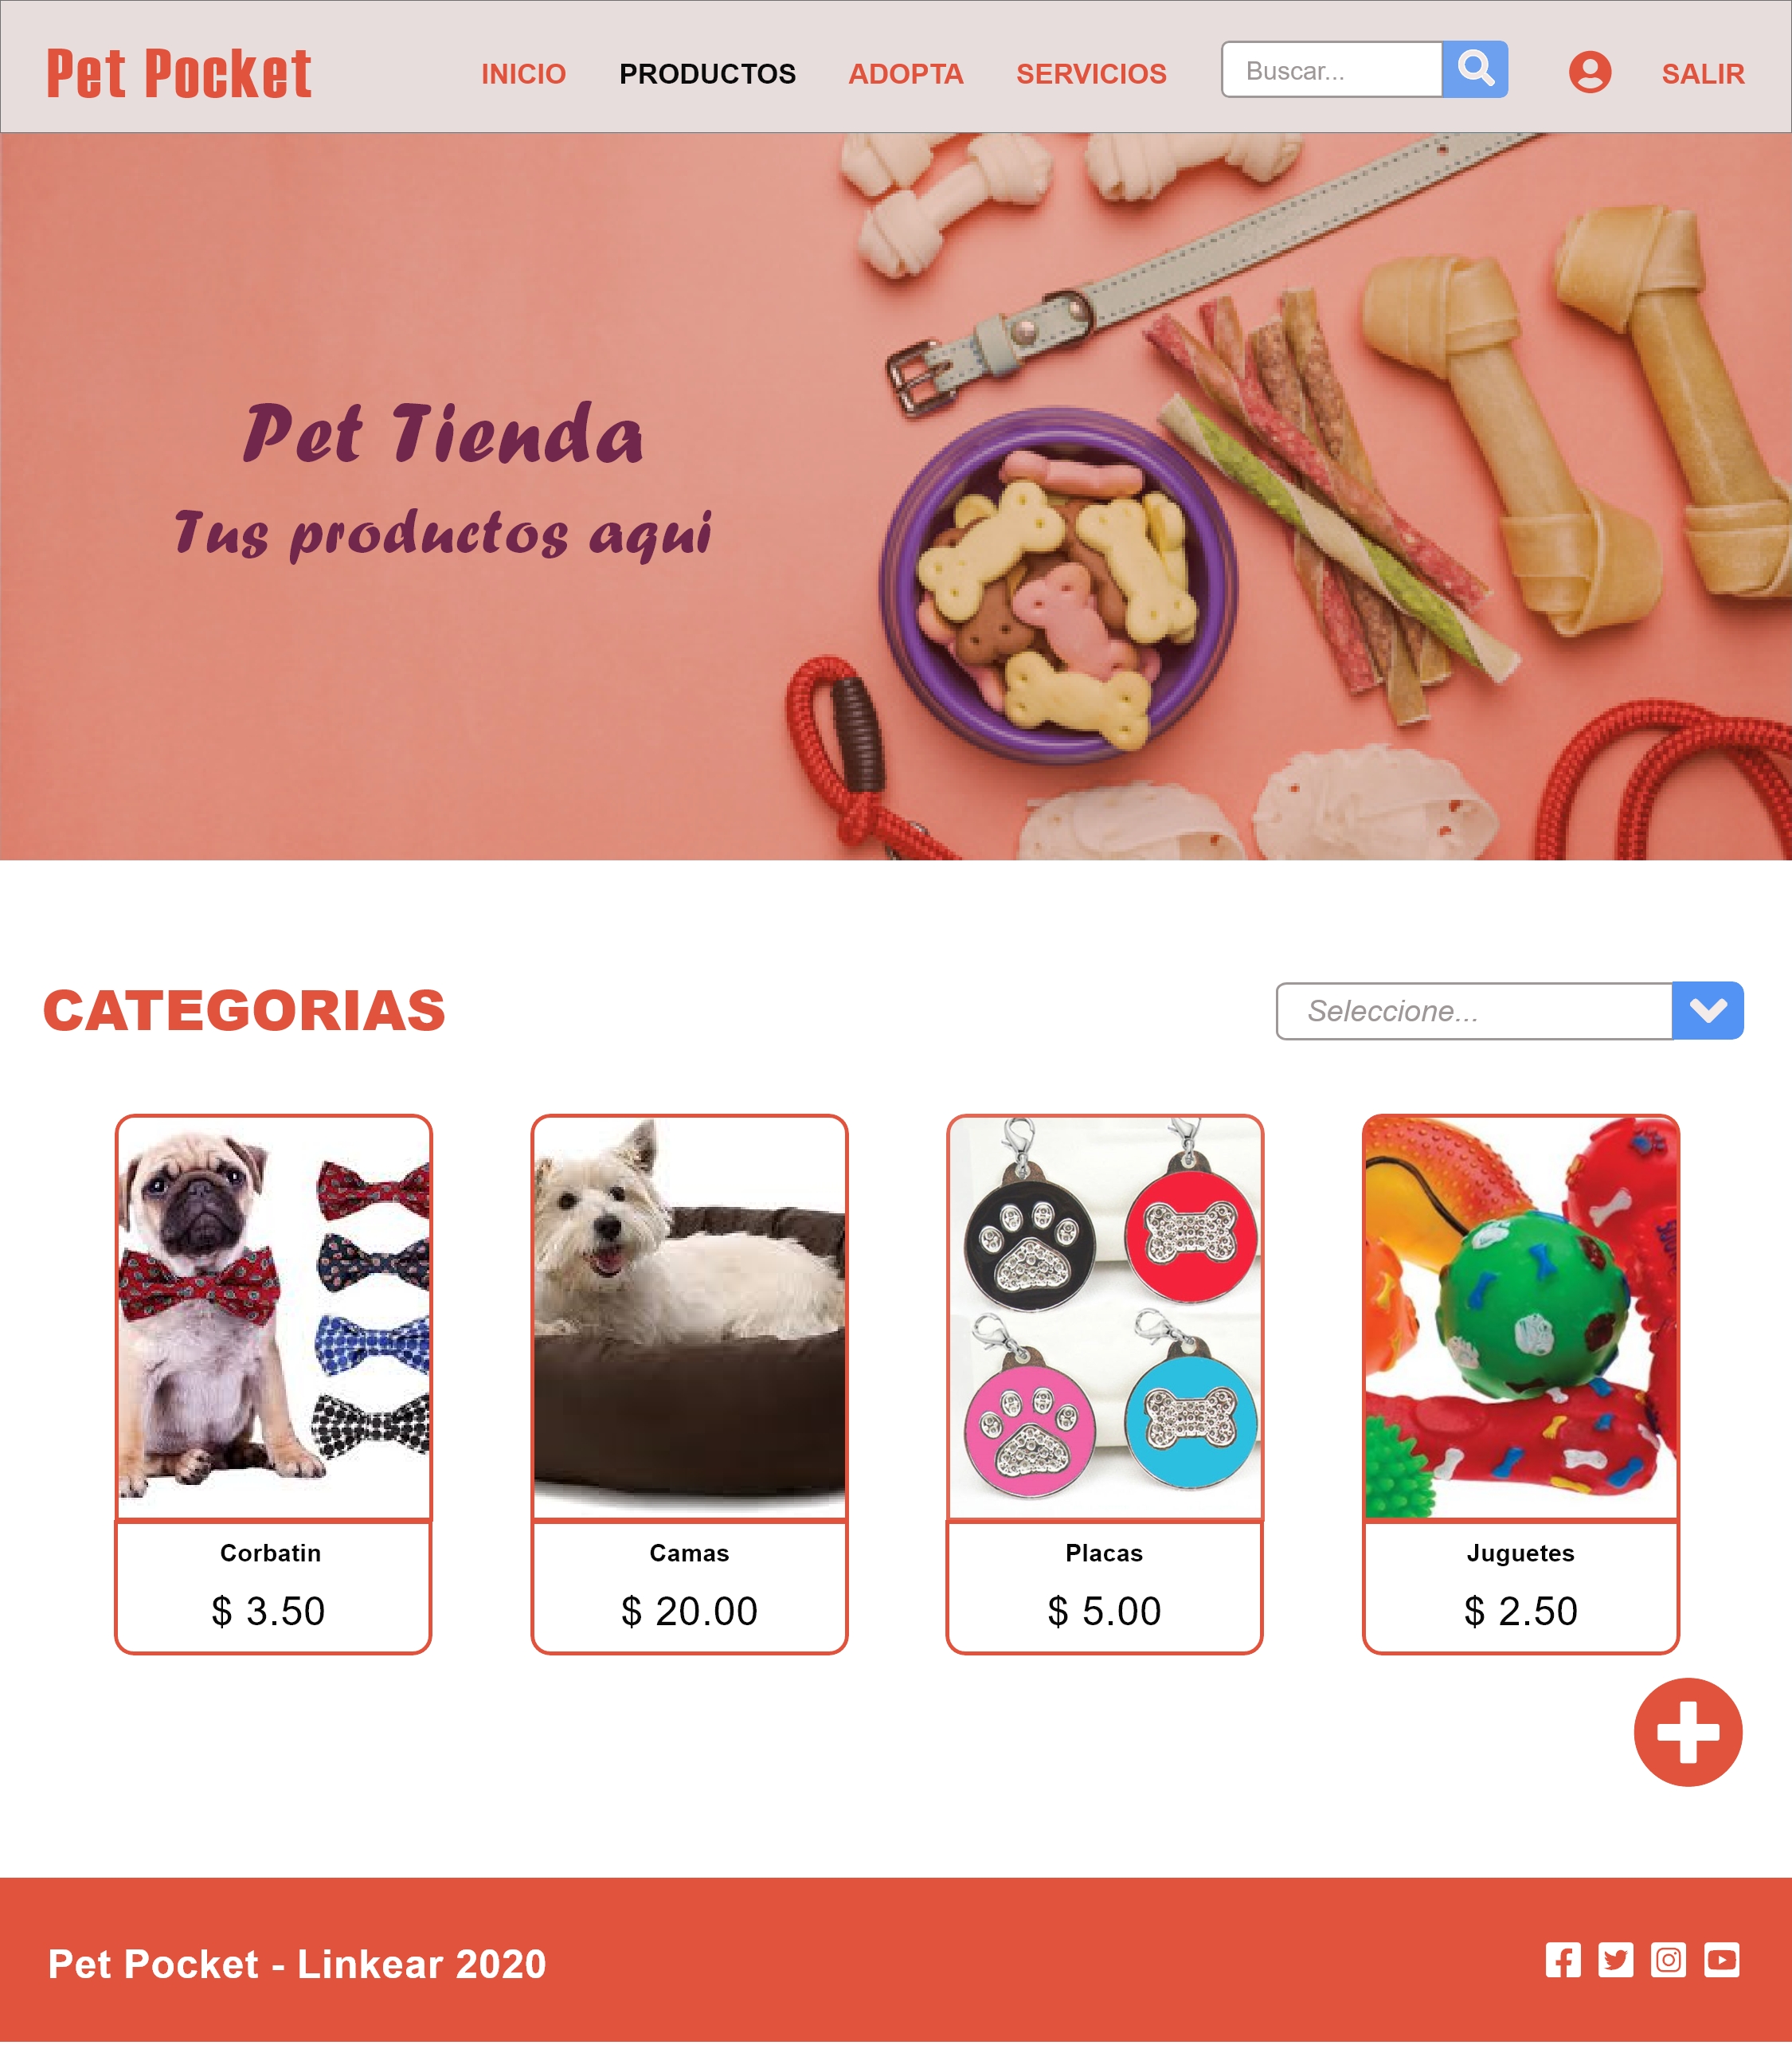 Pet Pocket
INICIO
PRODUCTOS
ADOPTA
SERVICIOS
Buscar...
SALIR
Pet Tienda
Tus productos aqui
CATEGORIAS
Seleccione...
Corbatin
$ 3.50
Camas
$ 20.00
Placas
$ 5.00
Juguetes
$ 2.50
Pet Pocket - Linkear 2020